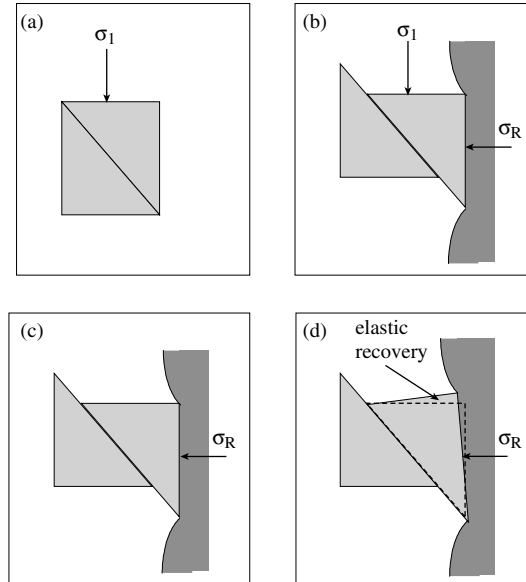 (a)
σ1
(b)
σ1
σR
(c)
σR
(d)
elastic
recovery
σR